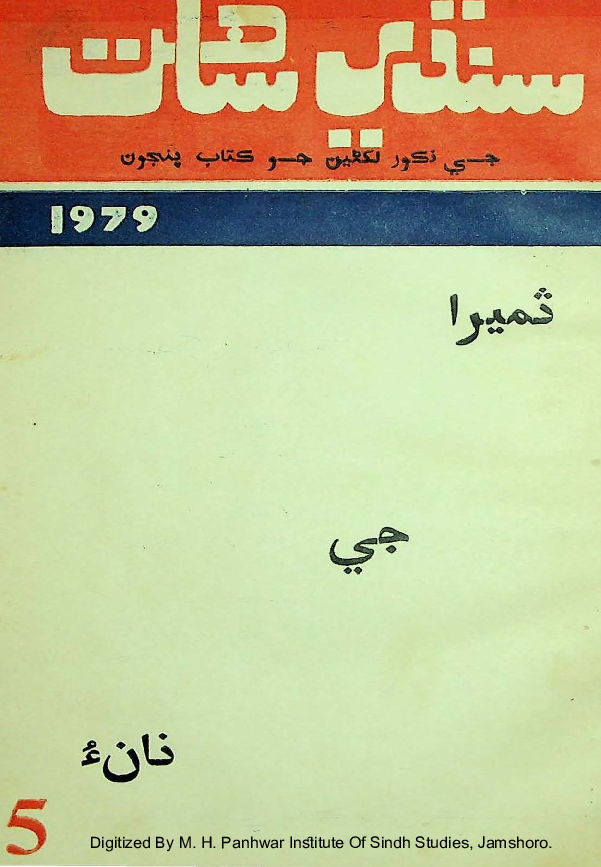 سنڌي ساھت
جي ذڪور لکڻين جو ڪتاب پنجون
1979
ثميرا
جي
نانءُ
5
Digitized By M. H. Panhwar Institute Of Sindh Studies, Jamshoro.